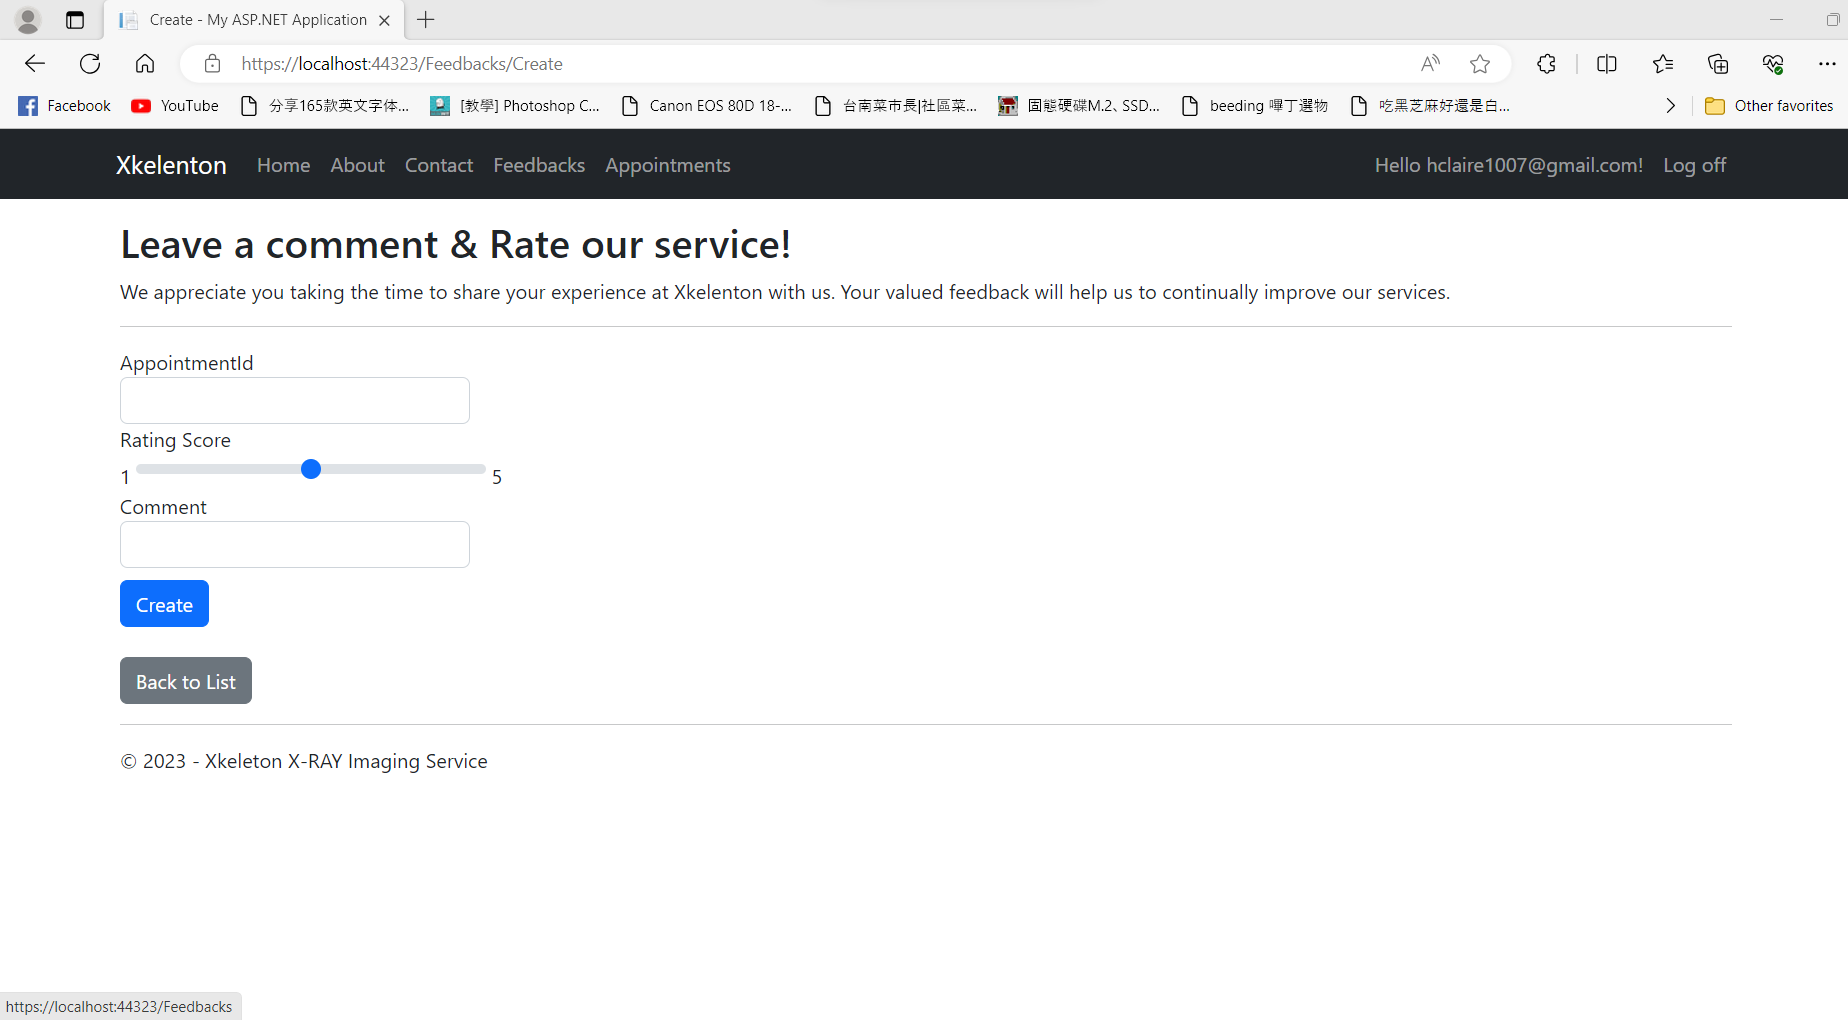 Create - My ASP.NET Application
https://localhost:44323/Feedbacks/Create
Facebook YouTube 分享165款英文字体... [教學] Photoshop C... Canon EOS 80D 18-... 台南菜市長|社區菜... 固態硬碟M.2、SSD... beeding 嗶丁選物 吃黑芝麻好還是白... Other favorites
Xkelenton Home About Contact Feedbacks Appointments Hello hclaire1007@gmail.com! Log off
Leave a comment & Rate our service!
We appreciate you taking the time to share your experience at Xkelenton with us. Your valued feedback will help us to continually improve our services.
AppointmentId
Rating Score
1 5
Comment
Create
Back to List
© 2023 - Xkeleton X-RAY Imaging Service
https://localhost:44323/Feedbacks